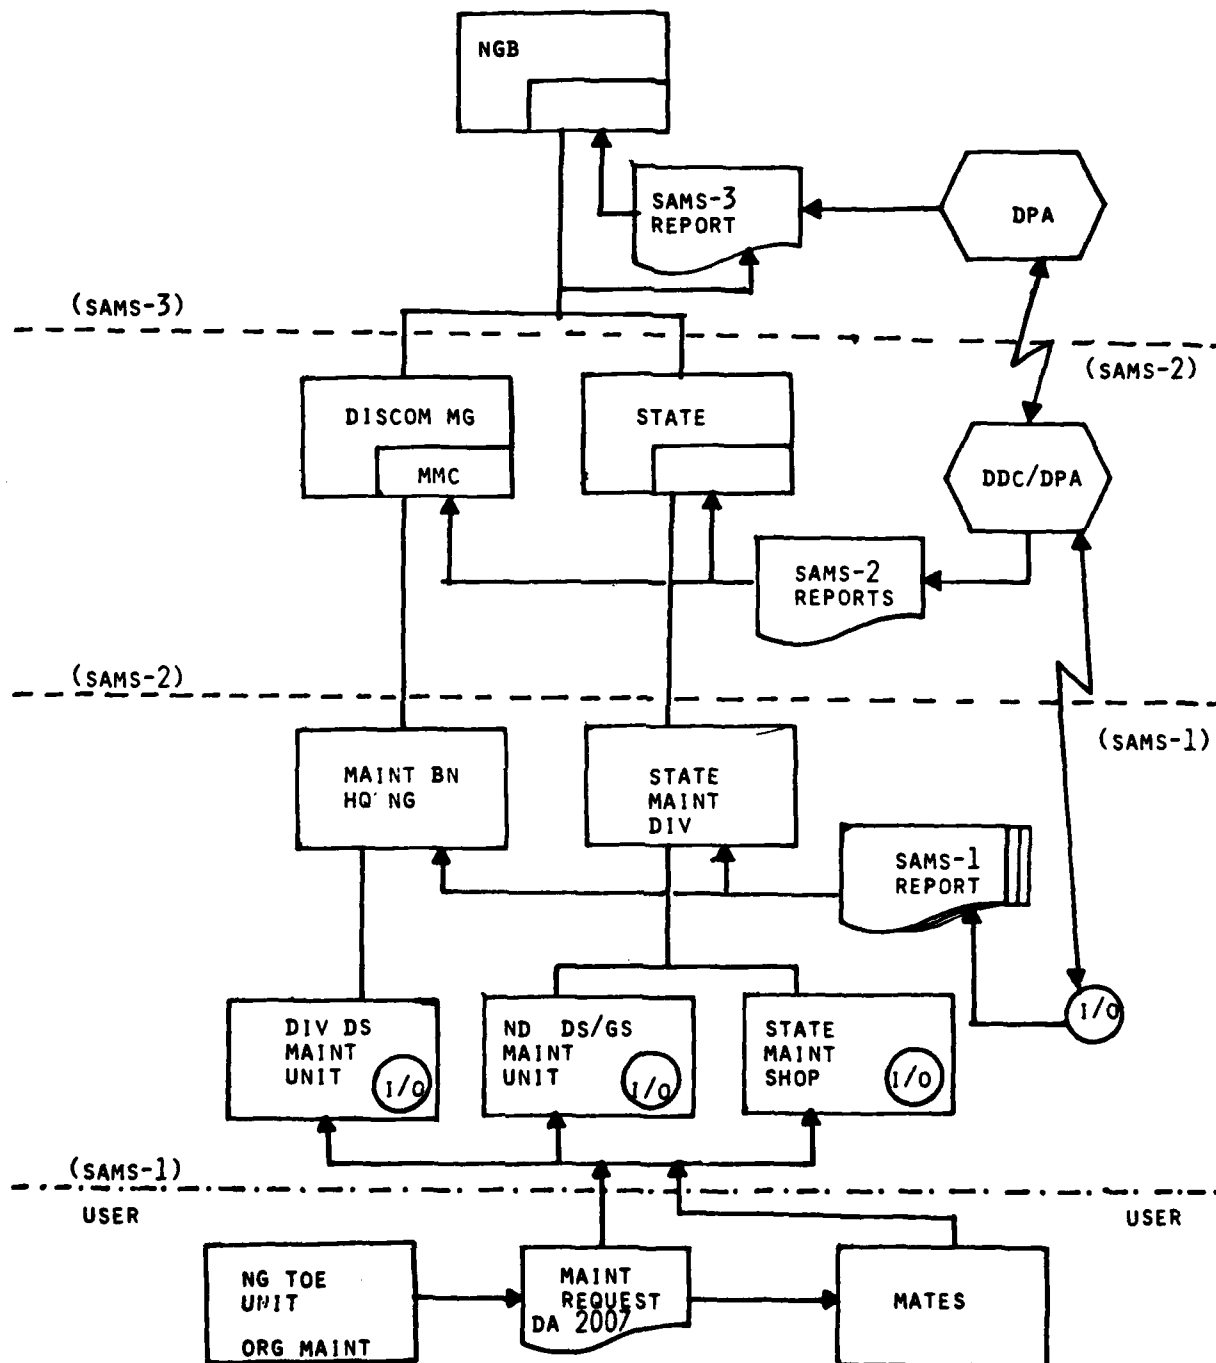 NGB
SAMS-3
REPORT
DPA
(SAMS-3)
(SAMS-2)
DISCOM MG
MMC
STATE
DDC/DPA
SAMS-2
REPORTS
(SAMS-2)
(SAMS-1)
MAINT BN
HQ' NG
STATE
MAINT
DIV
SAMS-1
REPORT
I/O
DIV DS
MAINT
UNIT
I/O
ND DS/GS
MAINT
UNIT
I/O
STATE
MAINT
SHOP
I/O
(SAMS-1)
USER
USER
NG TOE
UNIT
ORG MAINT
MAINT
REQUEST
DA 2007
MATES